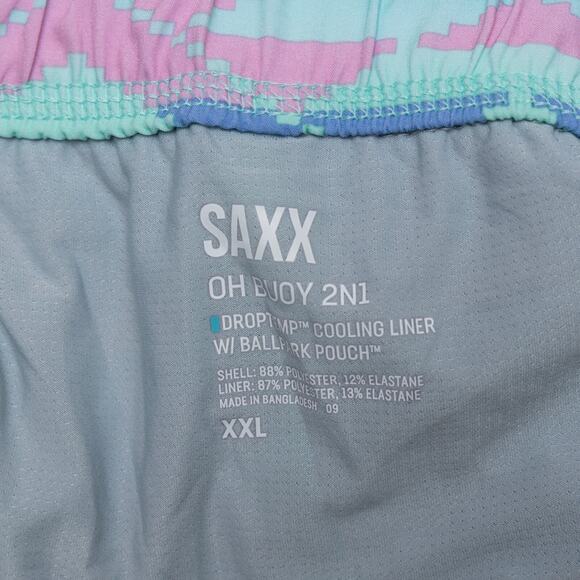 SAXX
OH BUOY 2N1
DROPTEMP™ COOLING LINER
W/ BALLPARK POUCH™
SHELL: 88% POLYESTER, 12% ELASTANE
LINER: 87% POLYESTER, 13% ELASTANE
MADE IN BANGLADESH 09
XXL